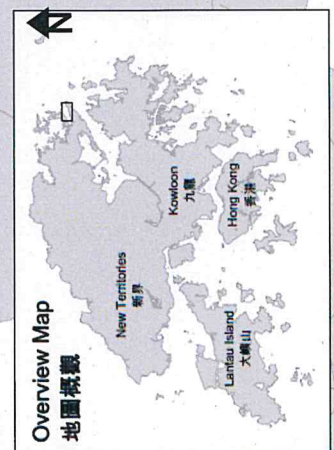 Overview Map
地圖概觀
N
New Territories
新界
Kowloon
九龍
Hong Kong
香港
Lantau Island
大嶼山